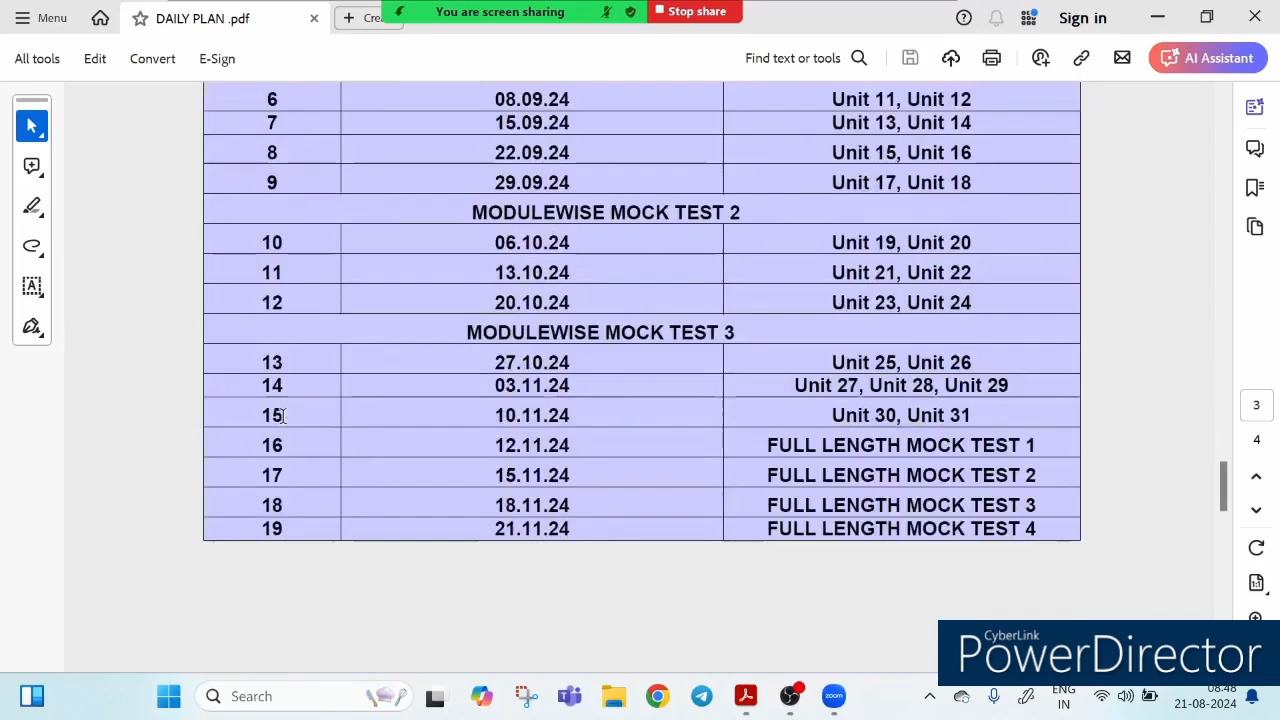 Menu DAILY PLAN .pdf + Cre You are screen sharing Stop share Sign in
All tools Edit Convert E-Sign Find text or tools AI Assistant
6 08.09.24 Unit 11, Unit 12
7 15.09.24 Unit 13, Unit 14
8 22.09.24 Unit 15, Unit 16
9 29.09.24 Unit 17, Unit 18
MODULEWISE MOCK TEST 2
10 06.10.24 Unit 19, Unit 20
11 13.10.24 Unit 21, Unit 22
12 20.10.24 Unit 23, Unit 24
MODULEWISE MOCK TEST 3
13 27.10.24 Unit 25, Unit 26
14 03.11.24 Unit 27, Unit 28, Unit 29
15 10.11.24 Unit 30, Unit 31
16 12.11.24 FULL LENGTH MOCK TEST 1
17 15.11.24 FULL LENGTH MOCK TEST 2
18 18.11.24 FULL LENGTH MOCK TEST 3
19 21.11.24 FULL LENGTH MOCK TEST 4
3
4
1:1
CyberLink
PowerDirector
Search zoom ENG 08:48
IN 21-08-2024